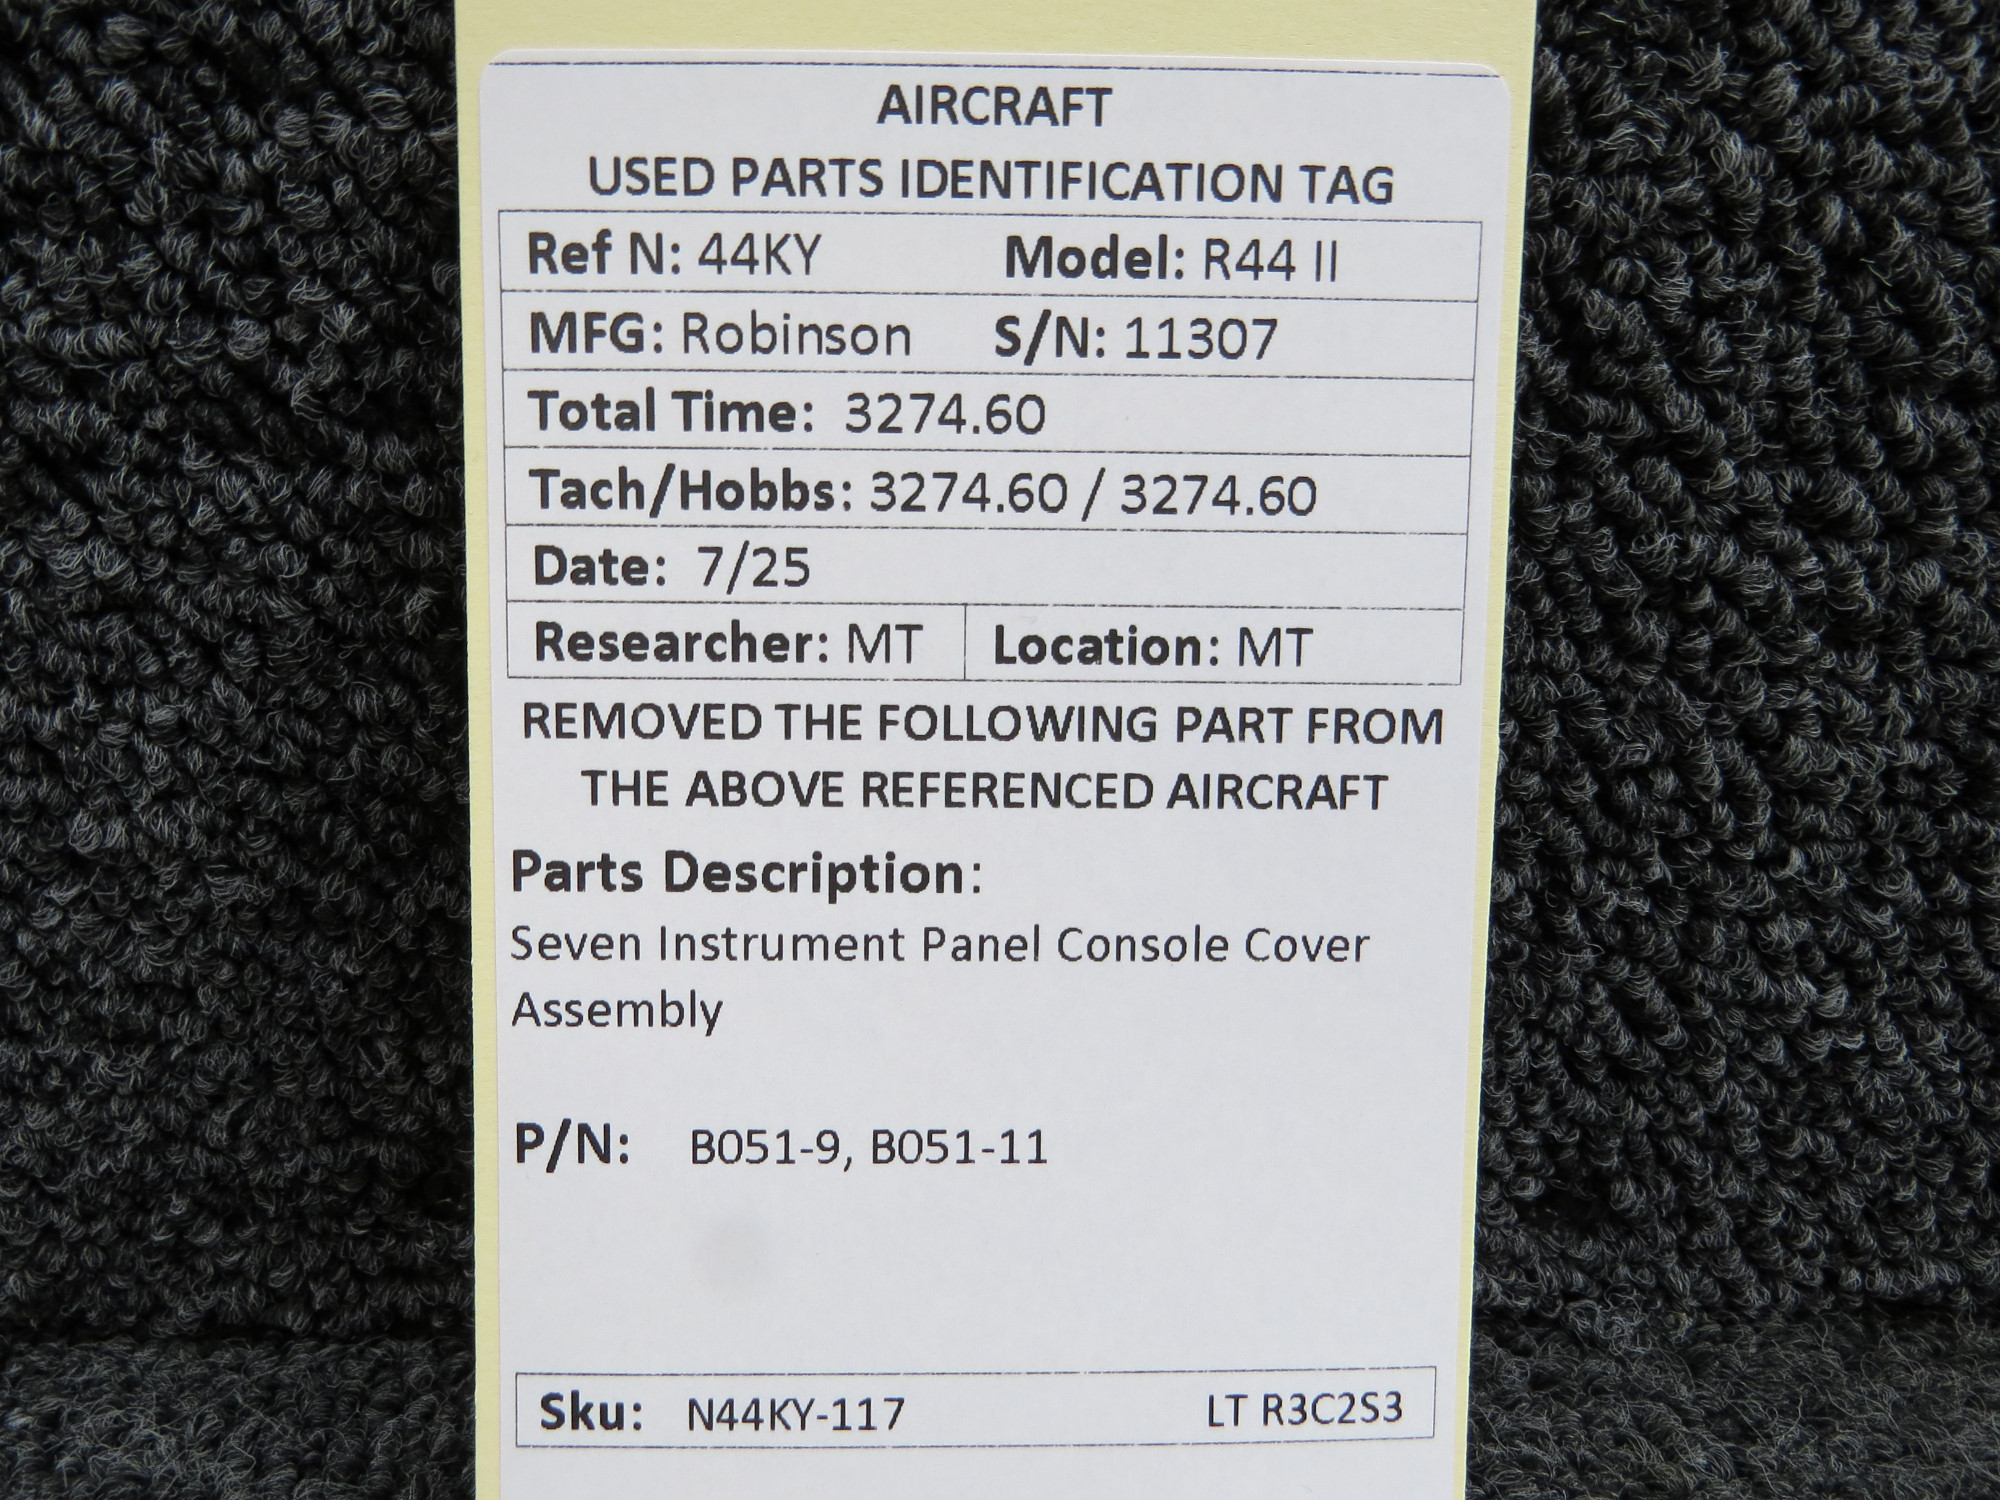 AIRCRAFT
USED PARTS IDENTIFICATION TAG
Ref N: 44KY Model: R44 II
MFG: Robinson S/N: 11307
Total Time: 3274.60
Tach/Hobbs: 3274.60 / 3274.60
Date: 7/25
Researcher: MT Location: MT
REMOVED THE FOLLOWING PART FROM
THE ABOVE REFERENCED AIRCRAFT
Parts Description:
Seven Instrument Panel Console Cover
Assembly
P/N: B051-9, B051-11
Sku: N44KY-117 LT R3C2S3